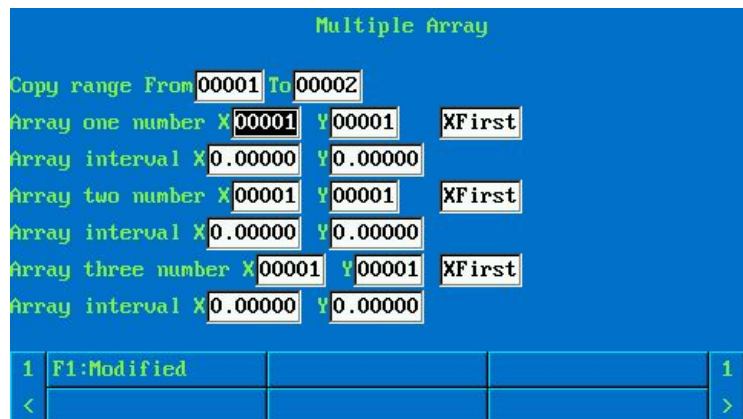 Multiple Array
Copy range From 00001 To 00002
Array one number X 00001 Y 00001 XFirst
Array interval X 0.00000 Y 0.00000
Array two number X 00001 Y 00001 XFirst
Array interval X 0.00000 Y 0.00000
Array three number X 00001 Y 00001 XFirst
Array interval X 0.00000 Y 0.00000
1 F1:Modified 1
< >